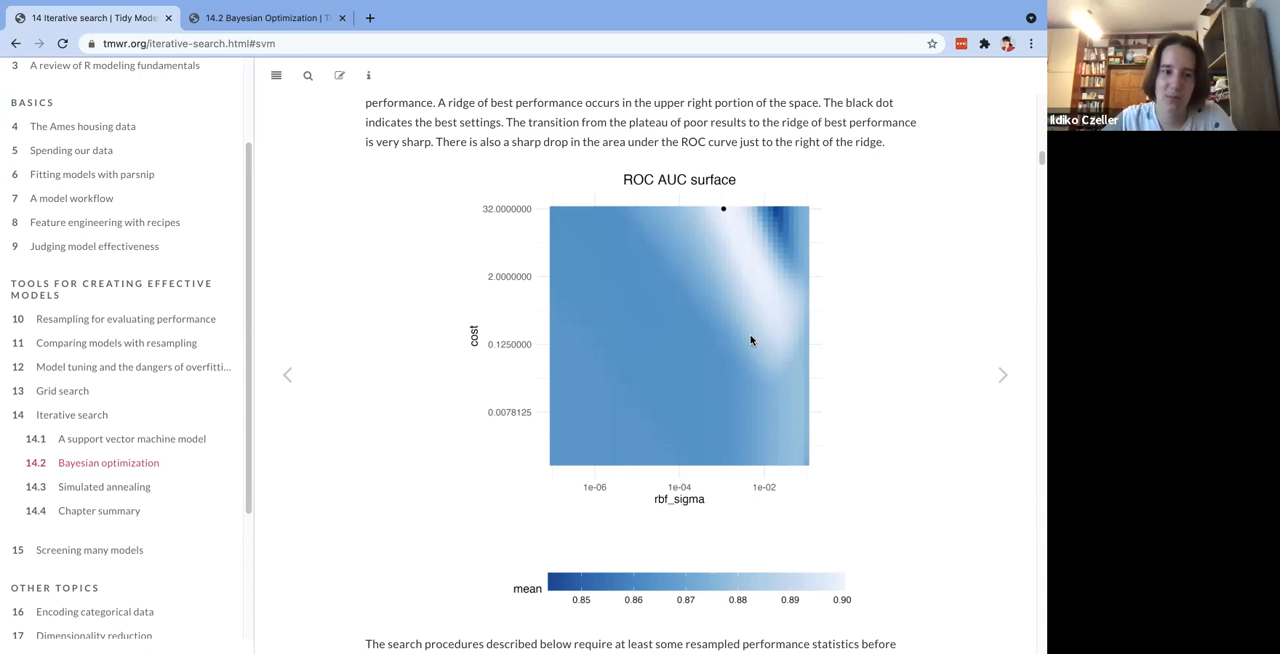 14 Iterative search | Tidy Mode
14.2 Bayesian Optimization | Ti
tmwr.org/iterative-search.html#svm
3 A review of R modeling fundamentals
BASICS
4 The Ames housing data
5 Spending our data
6 Fitting models with parsnip
7 A model workflow
8 Feature engineering with recipes
9 Judging model effectiveness
TOOLS FOR CREATING EFFECTIVE
MODELS
10 Resampling for evaluating performance
11 Comparing models with resampling
12 Model tuning and the dangers of overfitti...
13 Grid search
14 Iterative search
14.1 A support vector machine model
14.2 Bayesian optimization
14.3 Simulated annealing
14.4 Chapter summary
15 Screening many models
OTHER TOPICS
16 Encoding categorical data
17 Dimensionality reduction
performance. A ridge of best performance occurs in the upper right portion of the space. The black dot
indicates the best settings. The transition from the plateau of poor results to the ridge of best performance
is very sharp. There is also a sharp drop in the area under the ROC curve just to the right of the ridge.
ROC AUC surface
32.0000000
2.0000000
0.1250000
0.0078125
cost
1e-06 1e-04 1e-02
rbf_sigma
mean
0.85 0.86 0.87 0.88 0.89 0.90
The search procedures described below require at least some resampled performance statistics before
Ildiko Czeller